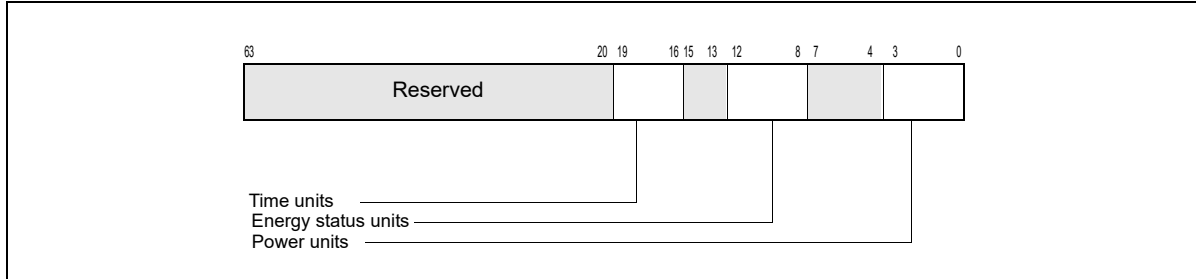 63 20 19 16 15 13 12 8 7 4 3 0
Reserved
Time units
Energy status units
Power units